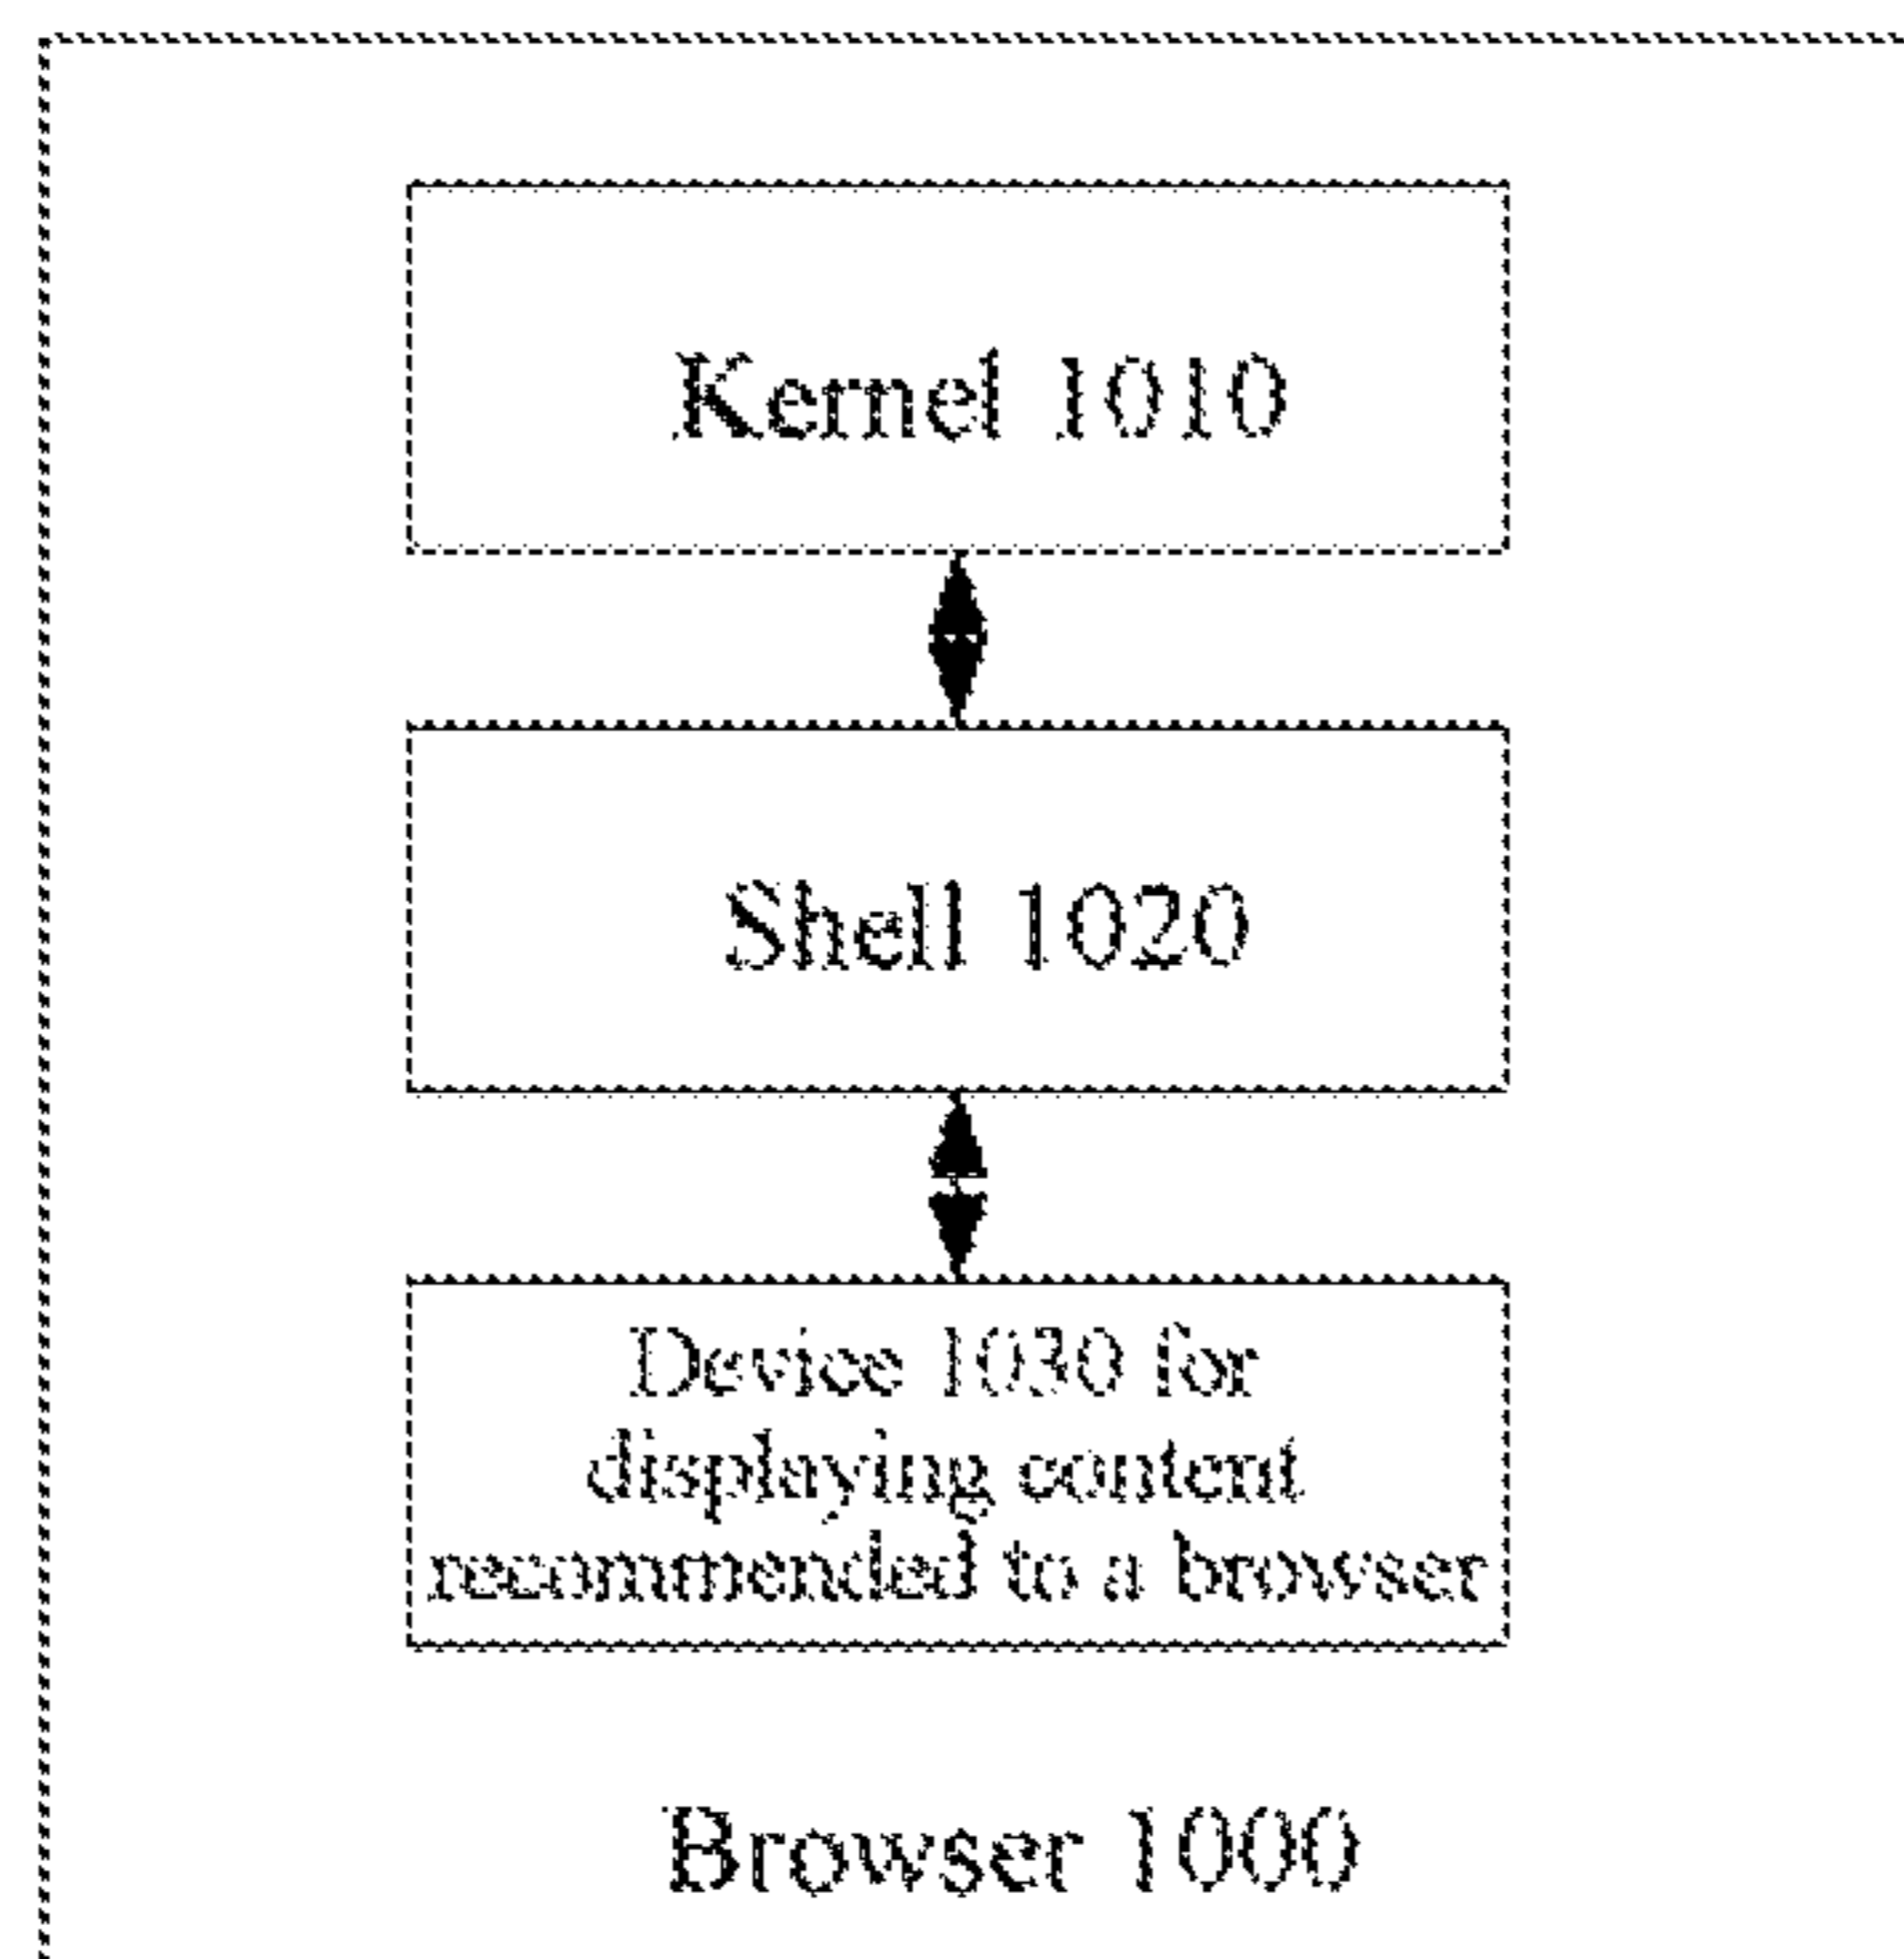 Kernel 1010
Shell 1020
Device 1030 for
displaying content
recommended to a browser
Browser 1000